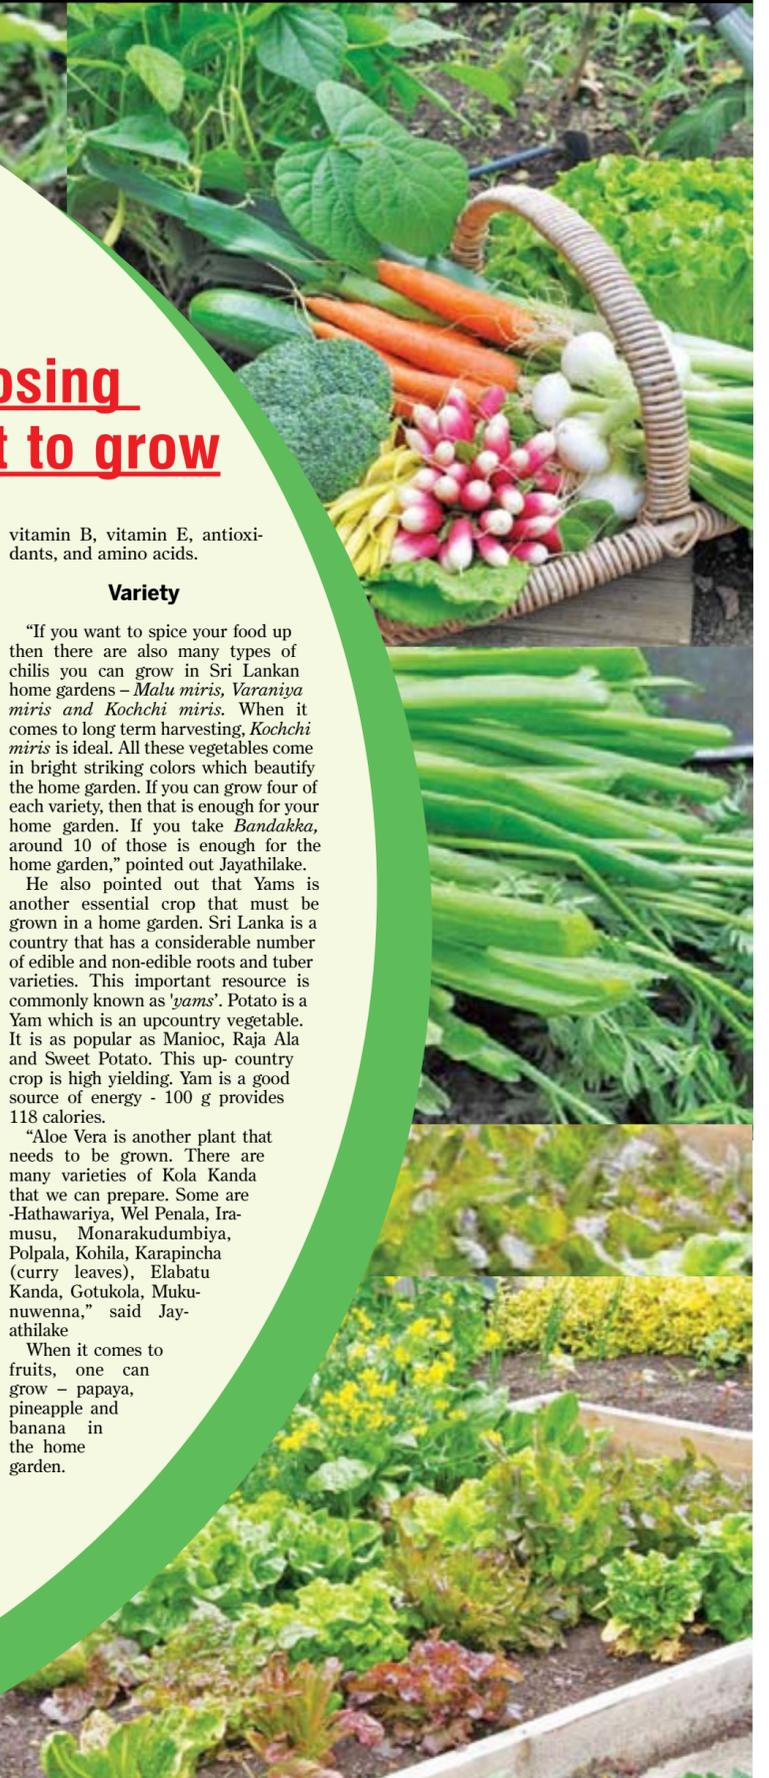 osing
t to grow
vitamin B, vitamin E, antioxi-
dants, and amino acids.
Variety
“If you want to spice your food up
then there are also many types of
chilis you can grow in Sri Lankan
home gardens – Malu miris, Varaniya
miris and Kochchi miris. When it
comes to long term harvesting, Kochchi
miris is ideal. All these vegetables come
in bright striking colors which beautify
the home garden. If you can grow four of
each variety, then that is enough for your
home garden. If you take Bandakka,
around 10 of those is enough for the
home garden,” pointed out Jayathilake.
He also pointed out that Yams is
another essential crop that must be
grown in a home garden. Sri Lanka is a
country that has a considerable number
of edible and non-edible roots and tuber
varieties. This important resource is
commonly known as 'yams’. Potato is a
Yam which is an upcountry vegetable.
It is as popular as Manioc, Raja Ala
and Sweet Potato. This up- country
crop is high yielding. Yam is a good
source of energy - 100 g provides
118 calories.
“Aloe Vera is another plant that
needs to be grown. There are
many varieties of Kola Kanda
that we can prepare. Some are
-Hathawariya, Wel Penala, Ira-
musu, Monarakudumbiya,
Polpala, Kohila, Karapincha
(curry leaves), Elabatu
Kanda, Gotukola, Muku-
nuwenna,” said Jay-
athilake
When it comes to
fruits, one can
grow – papaya,
pineapple and
banana in
the home
garden.